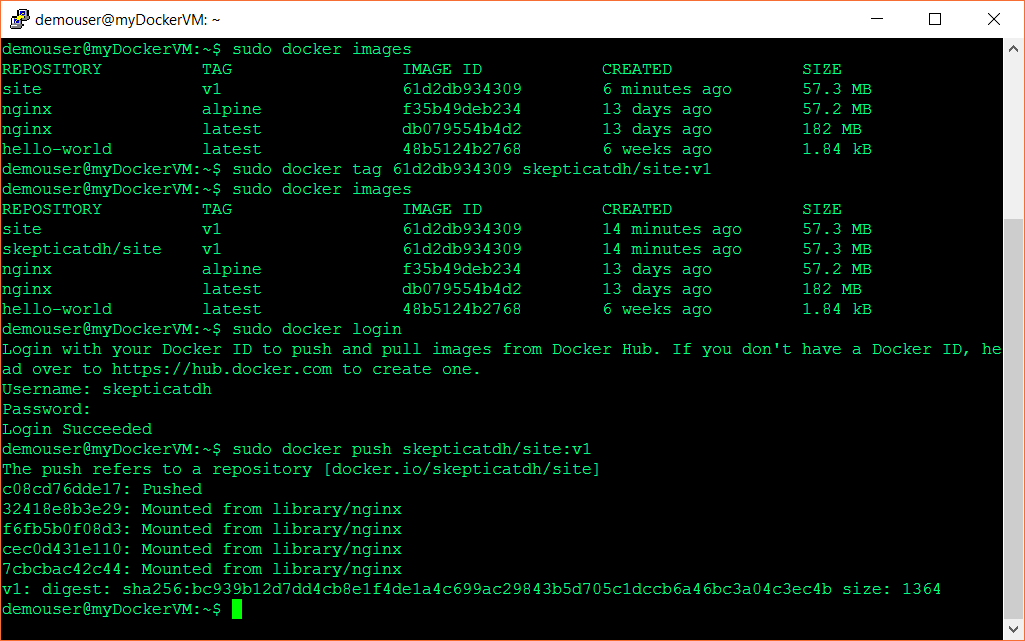 demouser@myDockerVM: ~
demouser@myDockerVM:~$ sudo docker images
REPOSITORY TAG IMAGE ID CREATED SIZE
site v1 61d2db934309 6 minutes ago 57.3 MB
nginx alpine f35b49deb234 13 days ago 57.2 MB
nginx latest db079554b4d2 13 days ago 182 MB
hello-world latest 48b5124b2768 6 weeks ago 1.84 kB
demouser@myDockerVM:~$ sudo docker tag 61d2db934309 skepticatdh/site:v1
demouser@myDockerVM:~$ sudo docker images
REPOSITORY TAG IMAGE ID CREATED SIZE
site v1 61d2db934309 14 minutes ago 57.3 MB
skepticatdh/site v1 61d2db934309 14 minutes ago 57.3 MB
nginx alpine f35b49deb234 13 days ago 57.2 MB
nginx latest db079554b4d2 13 days ago 182 MB
hello-world latest 48b5124b2768 6 weeks ago 1.84 kB
demouser@myDockerVM:~$ sudo docker login
Login with your Docker ID to push and pull images from Docker Hub. If you don't have a Docker ID, he
ad over to https://hub.docker.com to create one.
Username: skepticatdh
Password:
Login Succeeded
demouser@myDockerVM:~$ sudo docker push skepticatdh/site:v1
The push refers to a repository [docker.io/skepticatdh/site]
c08cd76dde17: Pushed
32418e8b3e29: Mounted from library/nginx
f6fb5b0f08d3: Mounted from library/nginx
cec0d431e110: Mounted from library/nginx
7cbcbac42c44: Mounted from library/nginx
v1: digest: sha256:bc939b12d7dd4cb8e1f4de1a4c699ac29843b5d705c1dccb6a46bc3a04c3ec4b size: 1364
demouser@myDockerVM:~$